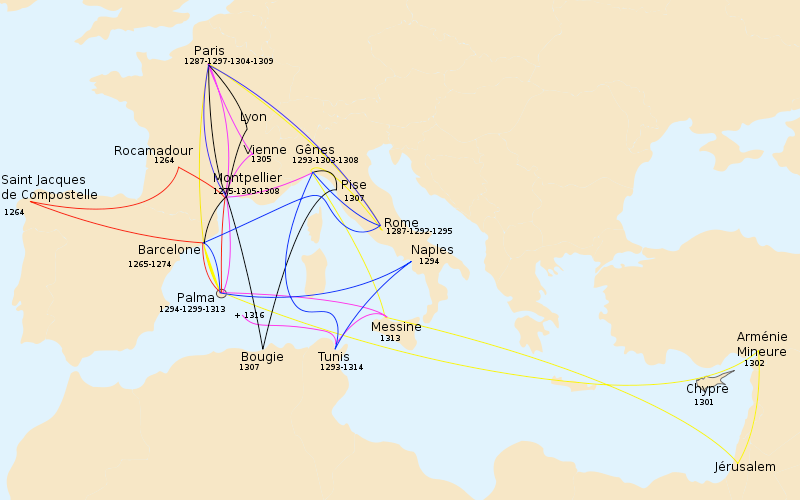 Paris
1287-1297-1304-1309
Lyon
Rocamadour
1264
Vienne
1305
Gênes
1293-1303-1308
Saint Jacques
de Compostelle
1264
Montpellier
1275-1305-1308
Pise
1307
Rome
1287-1292-1295
Barcelone
1265-1274
Naples
1294
Palma
1294-1299-1313
+ 1316
Messine
1313
Bougie
1307
Tunis
1293-1314
Arménie
Mineure
1302
Chypre
1301
Jérusalem